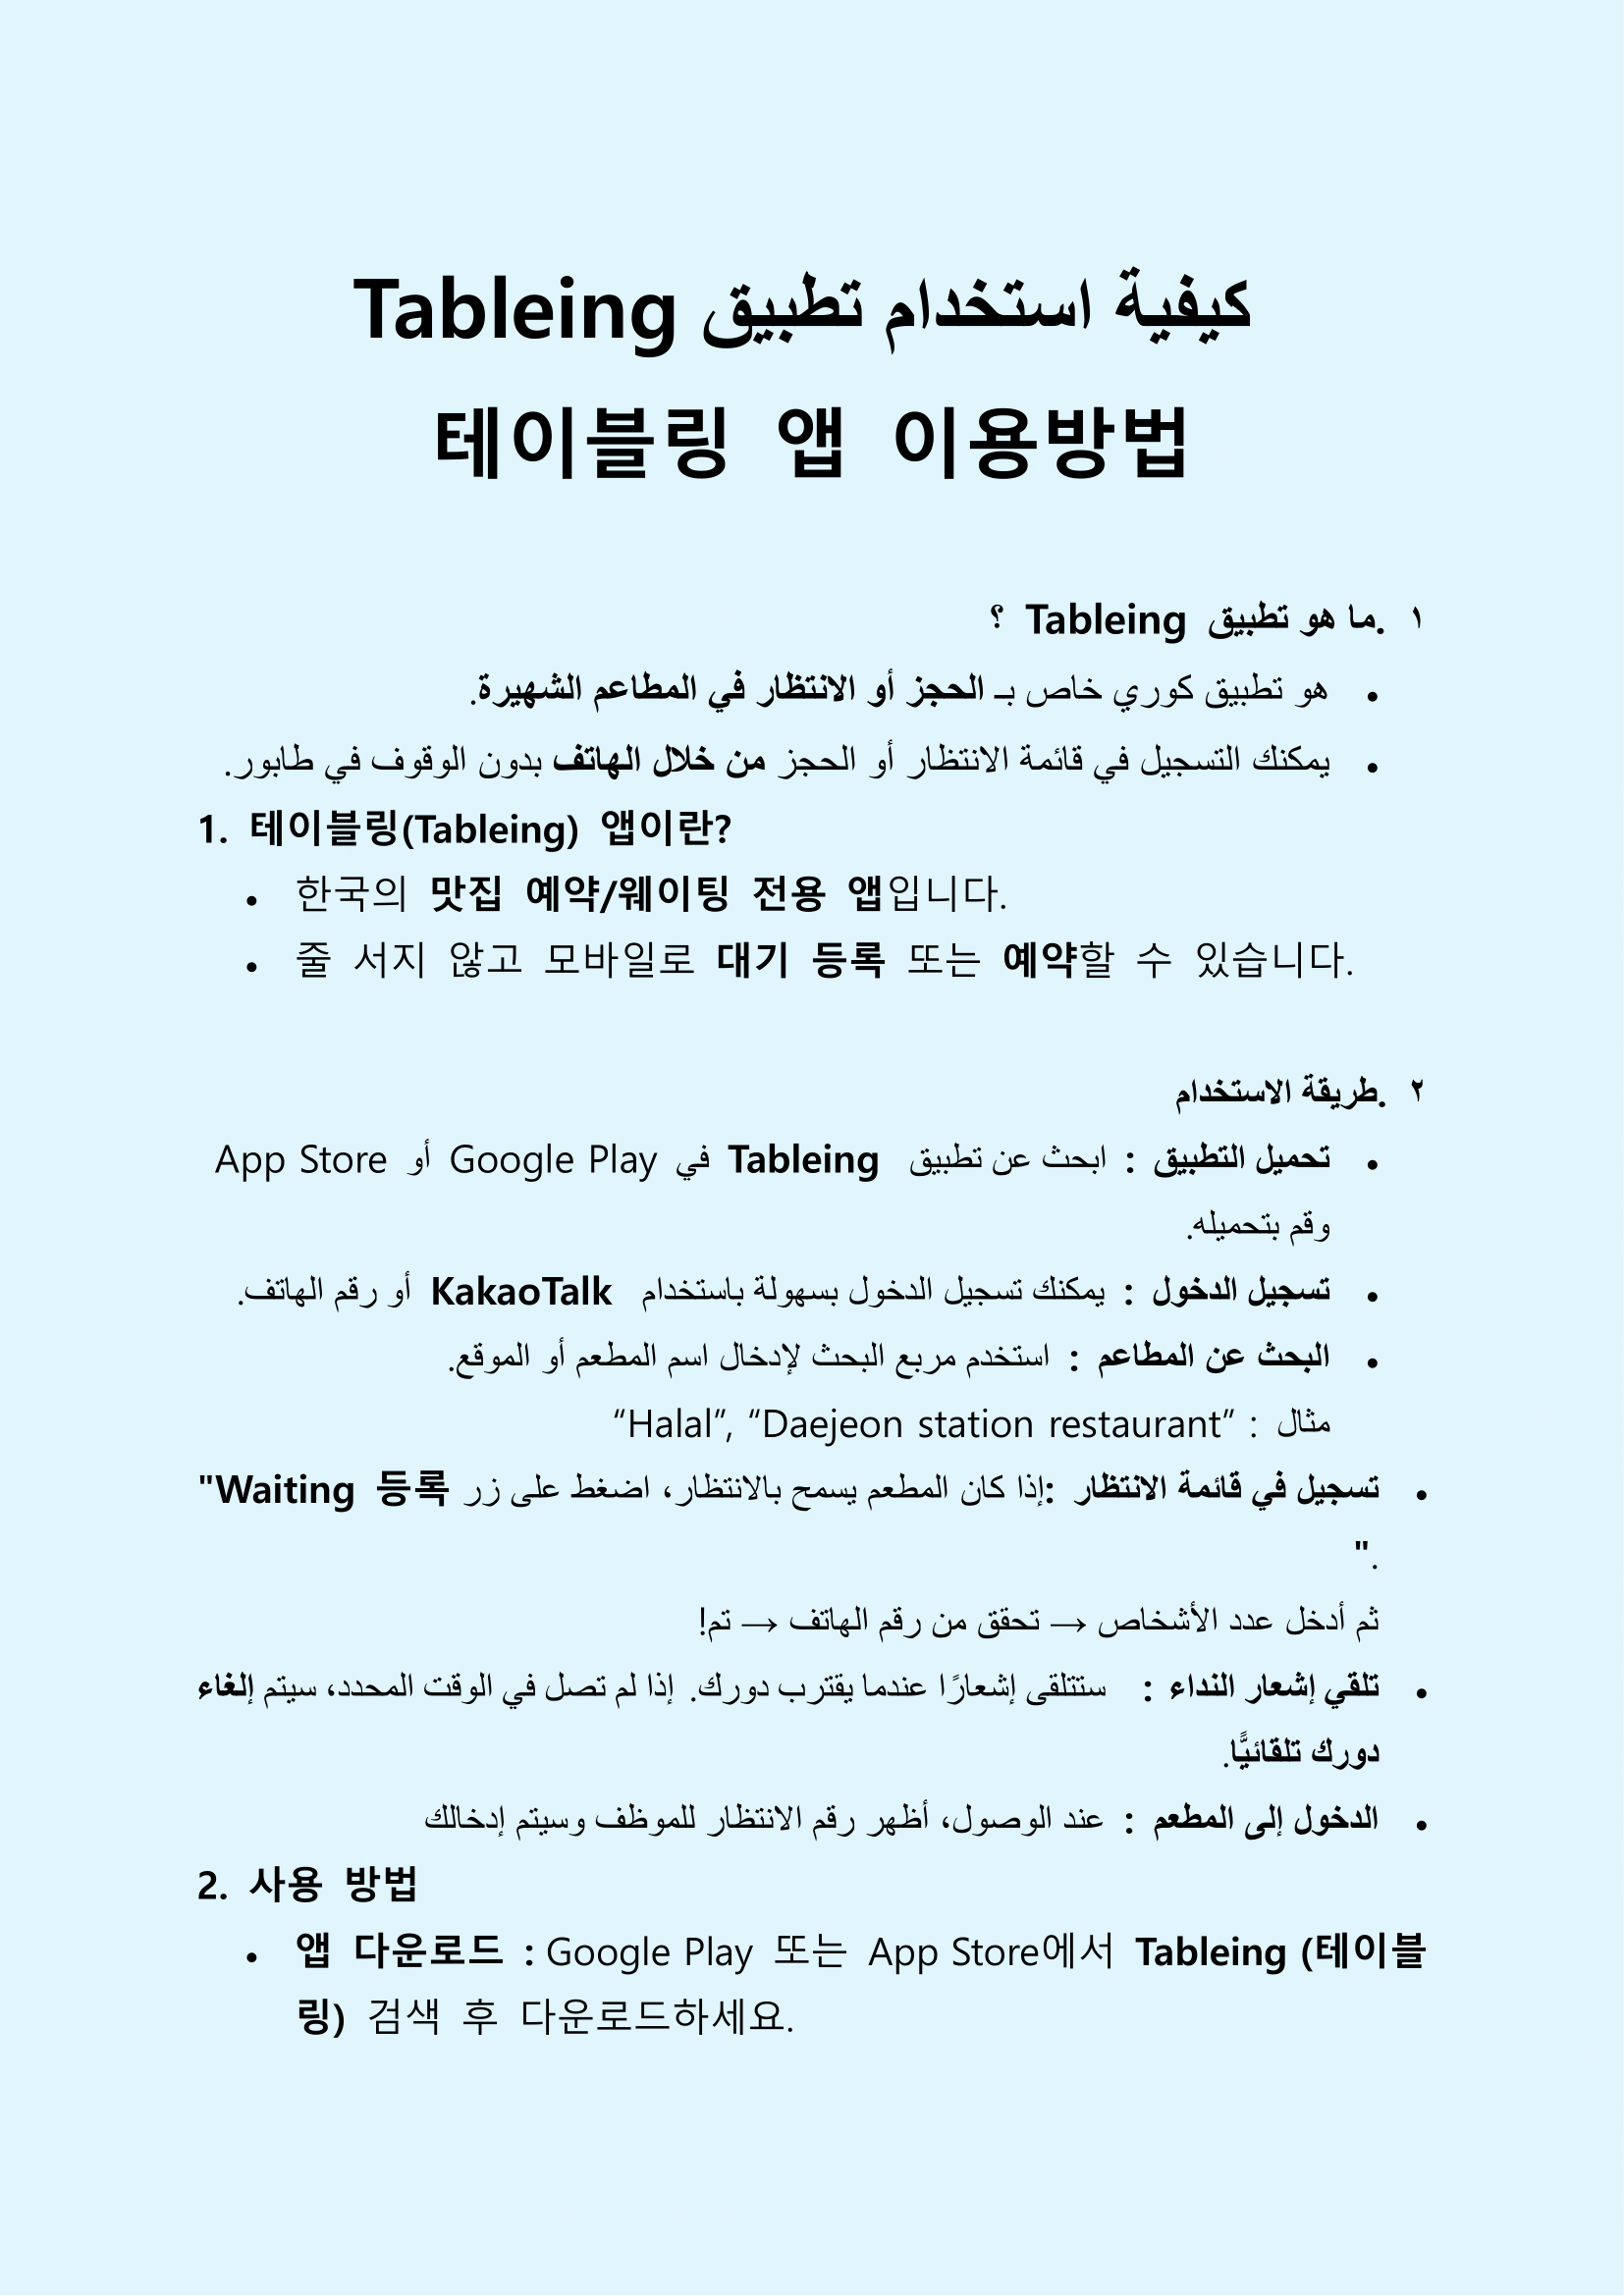 كيفية استخدام تطبيق Tableing
테이블링 앱 이용방법
١ .ما هو تطبيق Tableing ؟
• هو تطبيق كوري خاص بـ الحجز أو الانتظار في المطاعم الشهيرة.
• يمكنك التسجيل في قائمة الانتظار أو الحجز من خلال الهاتف بدون الوقوف في طابور.
1. 테이블링(Tableing) 앱이란?
• 한국의 맛집 예약/웨이팅 전용 앱입니다.
• 줄 서지 않고 모바일로 대기 등록 또는 예약할 수 있습니다.
٢ .طريقة الاستخدام
• تحميل التطبيق : ابحث عن تطبيق Tableing في Google Play أو App Store
وقم بتحميله.
• تسجيل الدخول : يمكنك تسجيل الدخول بسهولة باستخدام KakaoTalk أو رقم الهاتف.
• البحث عن المطاعم : استخدم مربع البحث لإدخال اسم المطعم أو الموقع.
مثال : “Halal”, “Daejeon station restaurant”
• تسجيل في قائمة الانتظار :إذا كان المطعم يسمح بالانتظار، اضغط على زر "Waiting 등록
".
ثم أدخل عدد الأشخاص → تحقق من رقم الهاتف → تم!
• تلقي إشعار النداء : ستتلقى إشعارًا عندما يقترب دورك. إذا لم تصل في الوقت المحدد، سيتم إلغاء
دورك تلقائيًّا.
• الدخول إلى المطعم : عند الوصول، أظهر رقم الانتظار للموظف وسيتم إدخالك
2. 사용 방법
• 앱 다운로드 : Google Play 또는 App Store에서 Tableing (테이블
링) 검색 후 다운로드하세요.